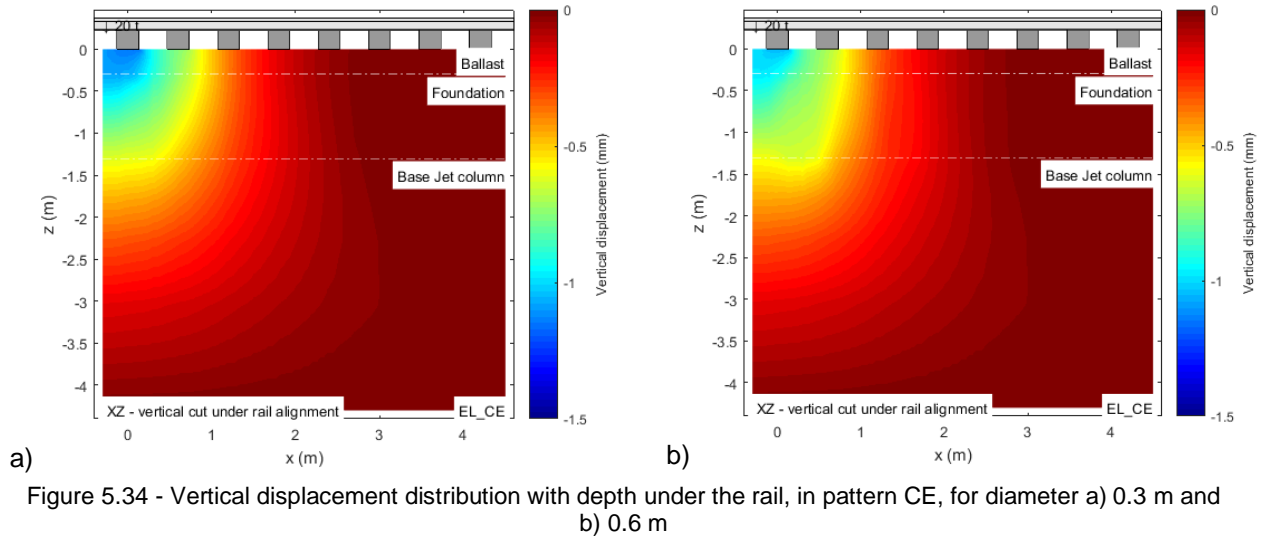 ↓ 20 t
0
-0.5
-1
-1.5
-2
-2.5
-3
-3.5
-4
z (m)
Ballast
Foundation
Base Jet column
XZ - vertical cut under rail alignment
EL_CE
0
1
2
3
4
x (m)
0
-0.5
-1
-1.5
Vertical displacement (mm)
a)
↓ 20 t
0
-0.5
-1
-1.5
-2
-2.5
-3
-3.5
-4
z (m)
Ballast
Foundation
Base Jet column
XZ - vertical cut under rail alignment
EL_CE
0
1
2
3
4
x (m)
0
-0.5
-1
-1.5
Vertical displacement (mm)
b)
Figure 5.34 - Vertical displacement distribution with depth under the rail, in pattern CE, for diameter a) 0.3 m and
b) 0.6 m